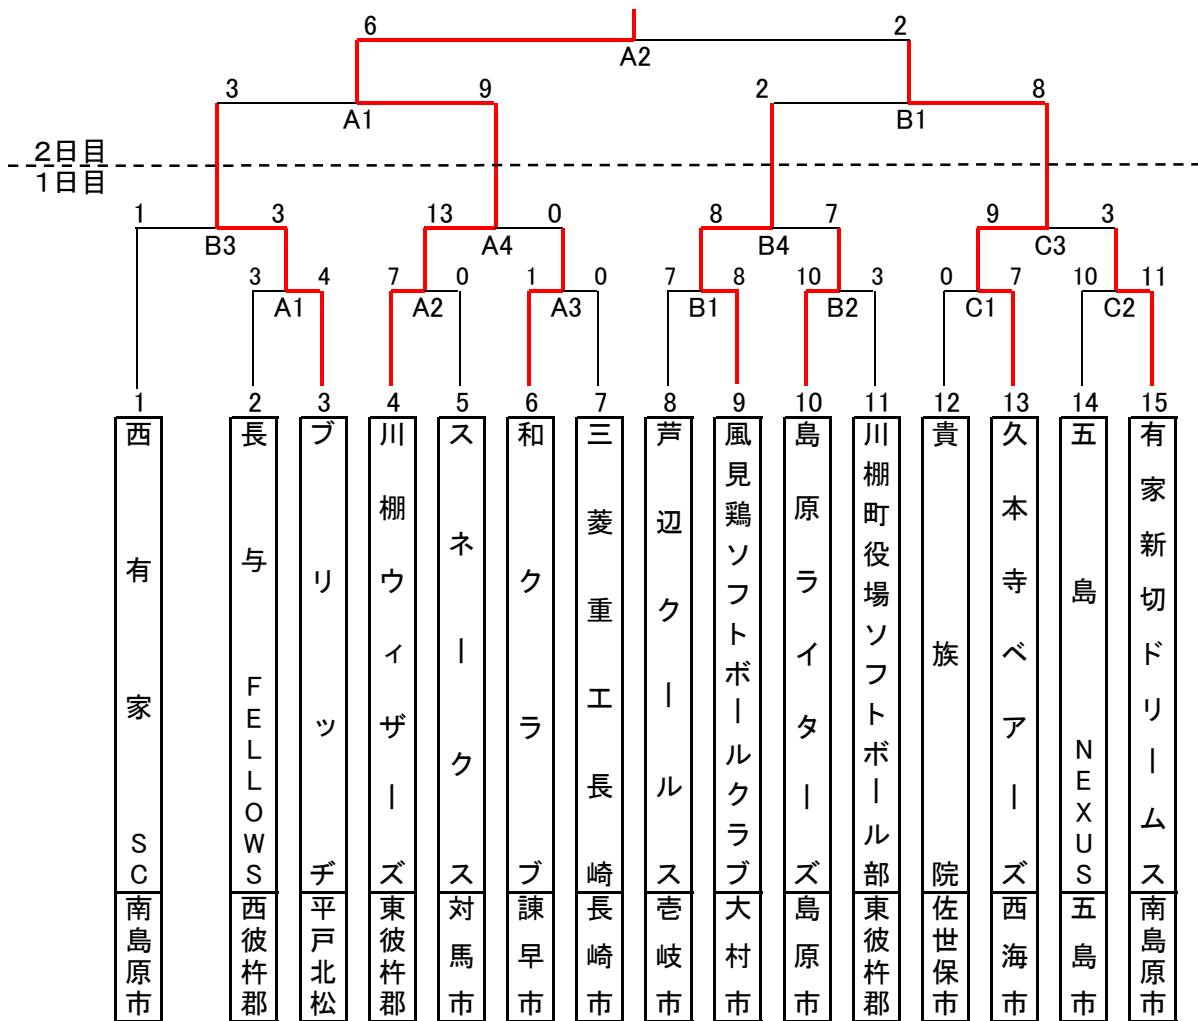 6 2
A2
3 9 2 8
A1 B1
2日目
1日目
1 3 13 0 8 7 9 3
B3 A4 B4 C3
3 4 7 0 1 0 7 8 10 3 0 7 10 11
A1 A2 A3 B1 B2 C1 C2
1 2 3 4 5 6 7 8 9 10 11 12 13 14 15
西有家SC
長与FELLOWS
ブリッヂ
川棚ウィザーズ
スネークス
和クラブ
三菱重工長崎
芦辺クールス
風見鶏ソフトボールクラブ
島原ライターズ
川棚町役場ソフトボール部
貴族院
久本寺ベアーズ
五島NEXUS
有家新切ドリームス
南島原市
西彼杵郡
平戸北松
東彼杵郡
対馬市
諫早市
長崎市
壱岐市
大村市
島原市
東彼杵郡
佐世保市
西海市
五島市
南島原市